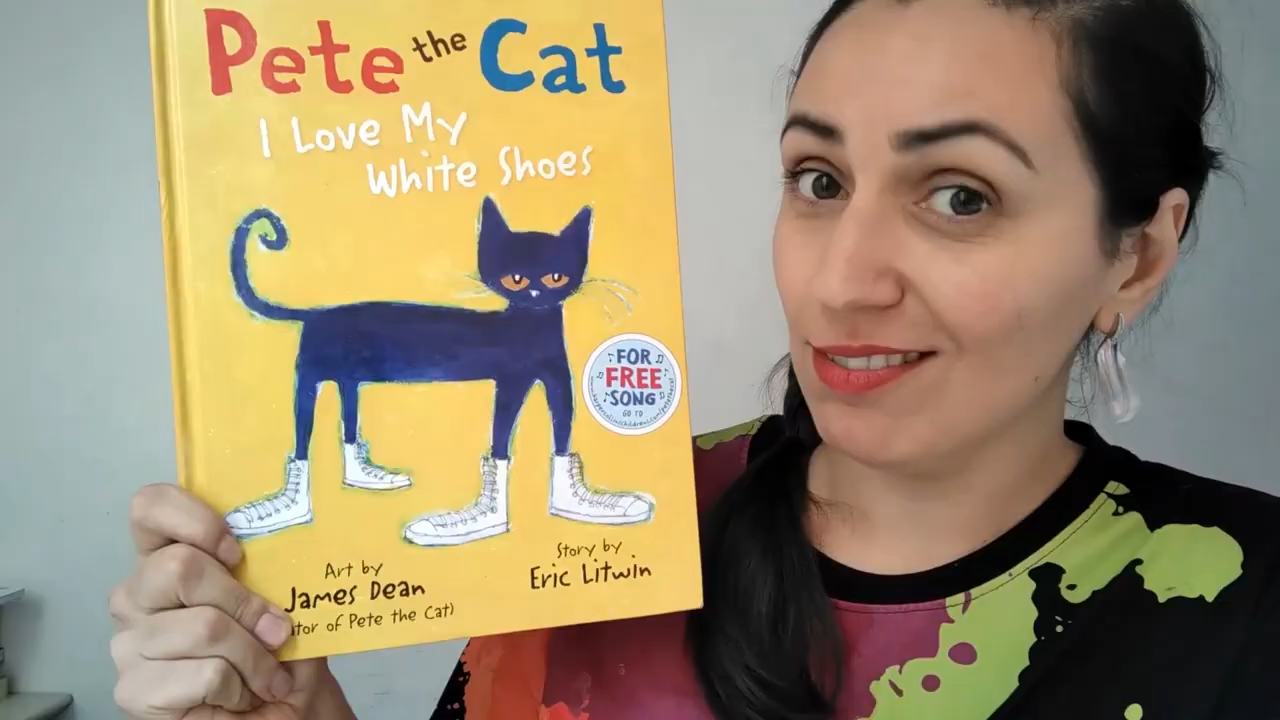 Pete the Cat
I Love My
White Shoes
FOR
FREE
SONG
GO TO
Art by
James Dean
tor of Pete the Cat)
Story by
Eric Litwin